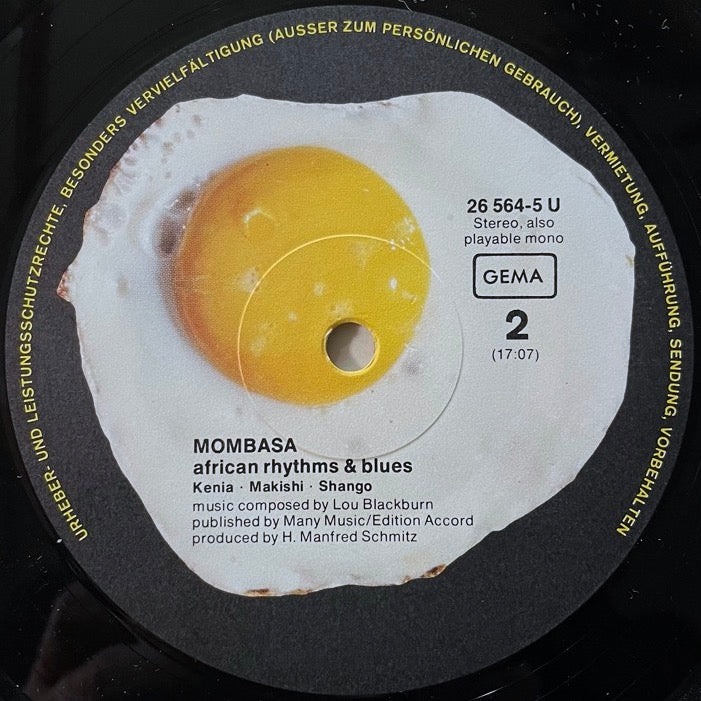 URHEBER- UND LEISTUNGSSCHUTZRECHTE, BESONDERS VERVIELFÄLTIGUNG (AUSSER ZUM PERSÖNLICHEN GEBRAUCH), VERMIETUNG, AUFFÜHRUNG, SENDUNG, VORBEHALTEN
26 564-5 U
Stereo, also
playable mono
GEMA
2
(17:07)
MOMBASA
african rhythms & blues
Kenia · Makishi · Shango
music composed by Lou Blackburn
published by Many Music/Edition Accord
produced by H. Manfred Schmitz